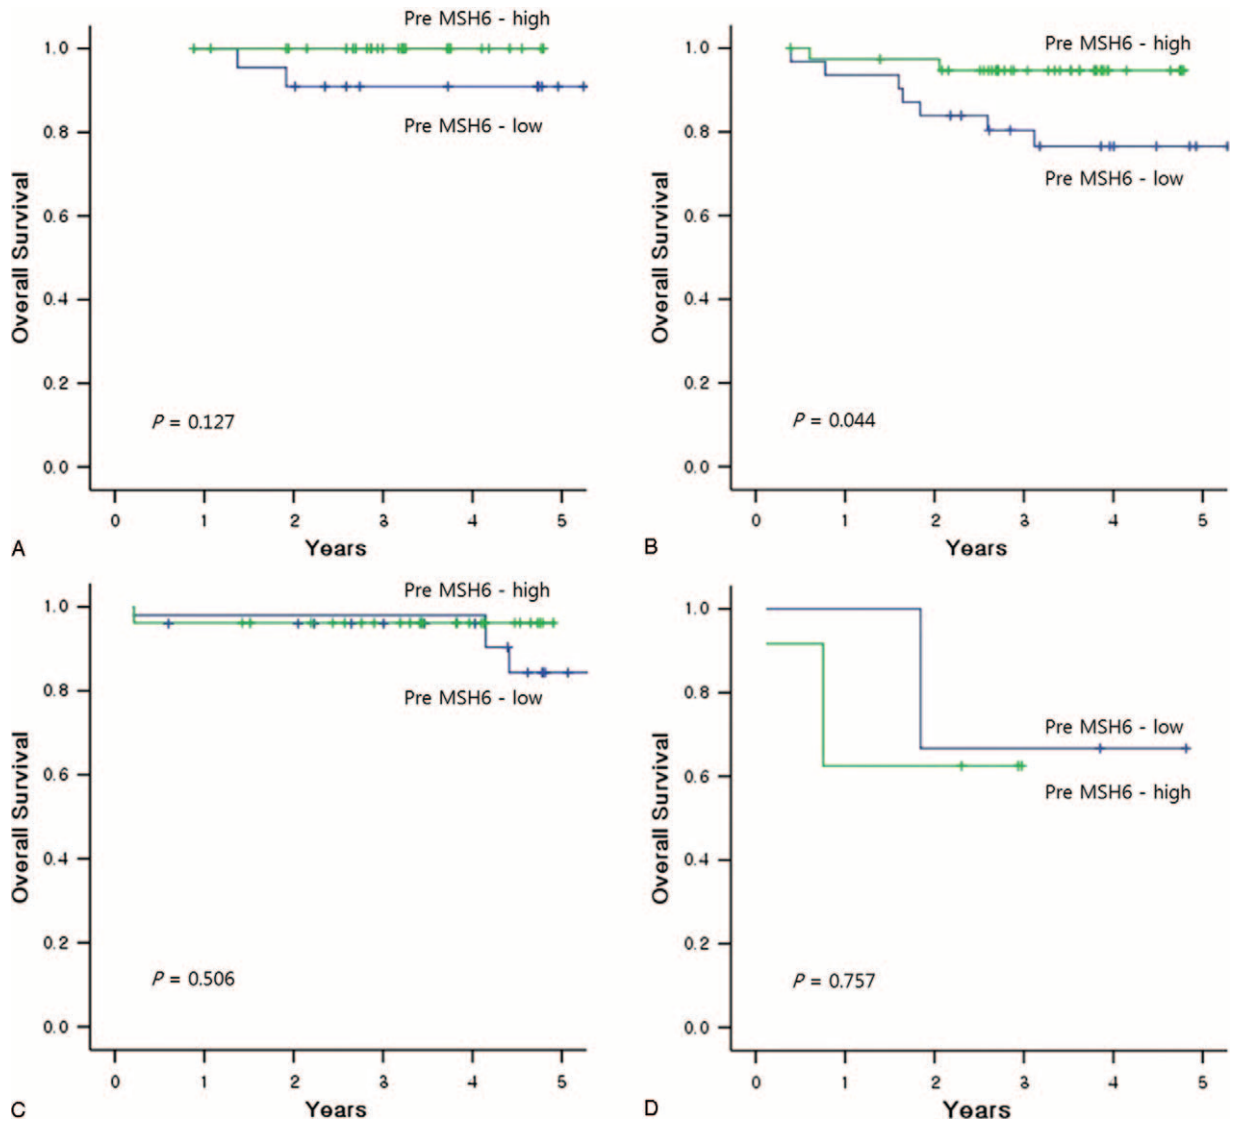 Pre MSH6 - high
1.0
0.8
0.6
0.4
0.2
0.0
Overall Survival
Pre MSH6 - low
P = 0.127
0 1 2 3 4 5
Years
A
Pre MSH6 - high
1.0
0.8
0.6
0.4
0.2
0.0
Overall Survival
Pre MSH6 - low
P = 0.044
0 1 2 3 4 5
Years
B
Pre MSH6 - high
1.0
0.8
0.6
0.4
0.2
0.0
Overall Survival
Pre MSH6 - low
P = 0.506
0 1 2 3 4 5
Years
C
1.0
0.8
0.6
0.4
0.2
0.0
Overall Survival
Pre MSH6 - low
Pre MSH6 - high
P = 0.757
0 1 2 3 4 5
Years
D